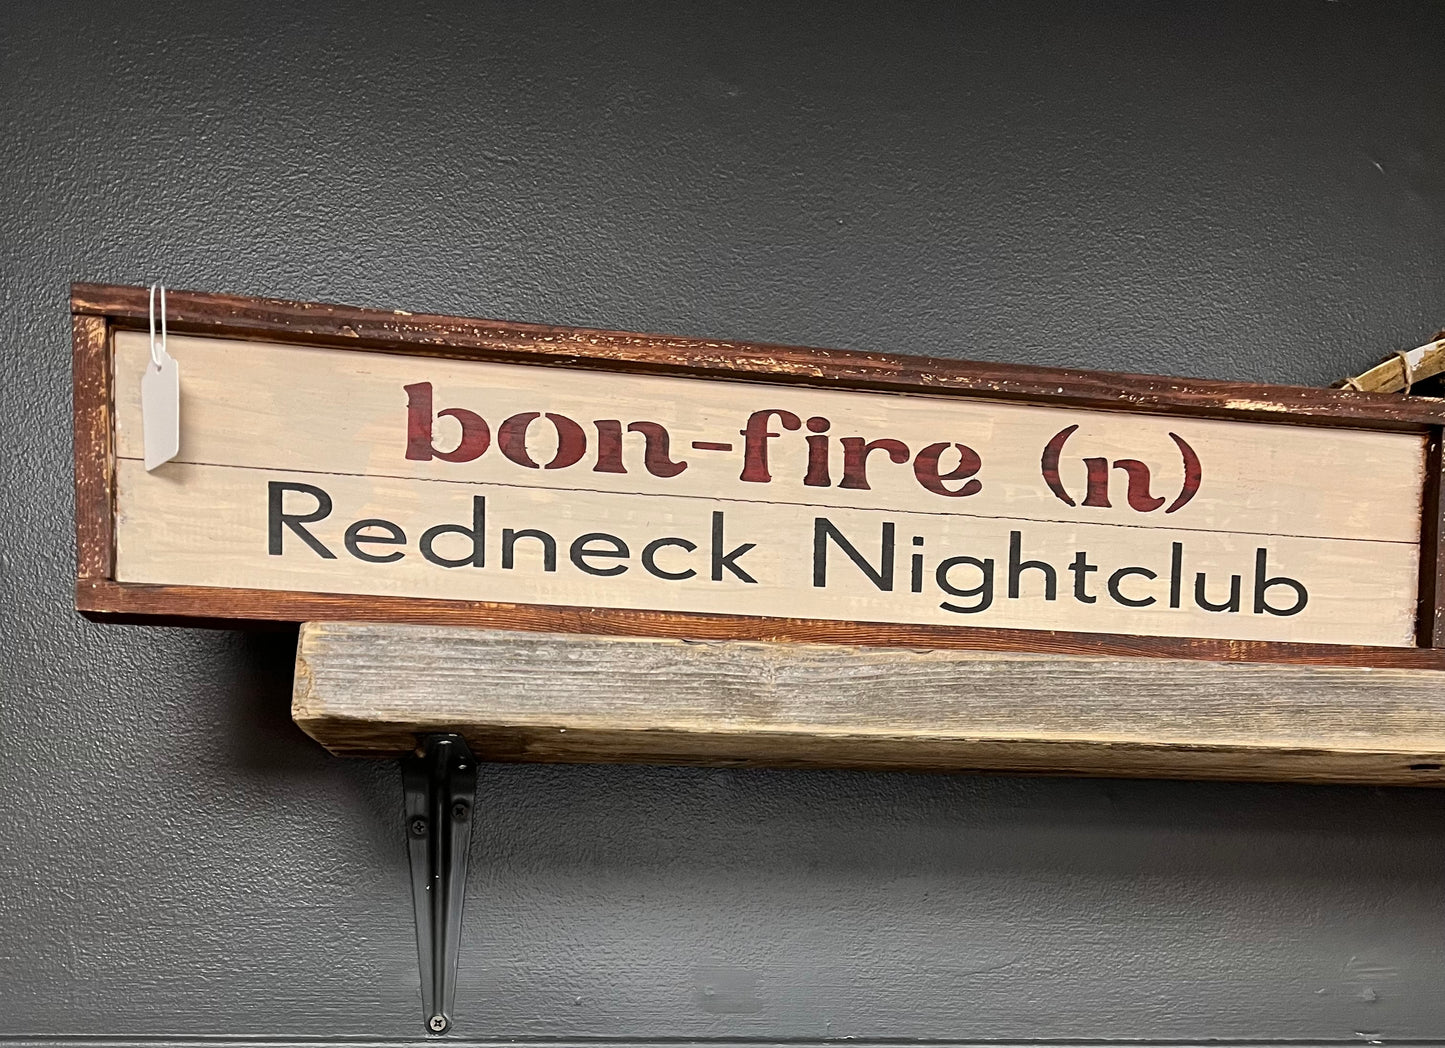 bon-fire (n)
Redneck Nightclub